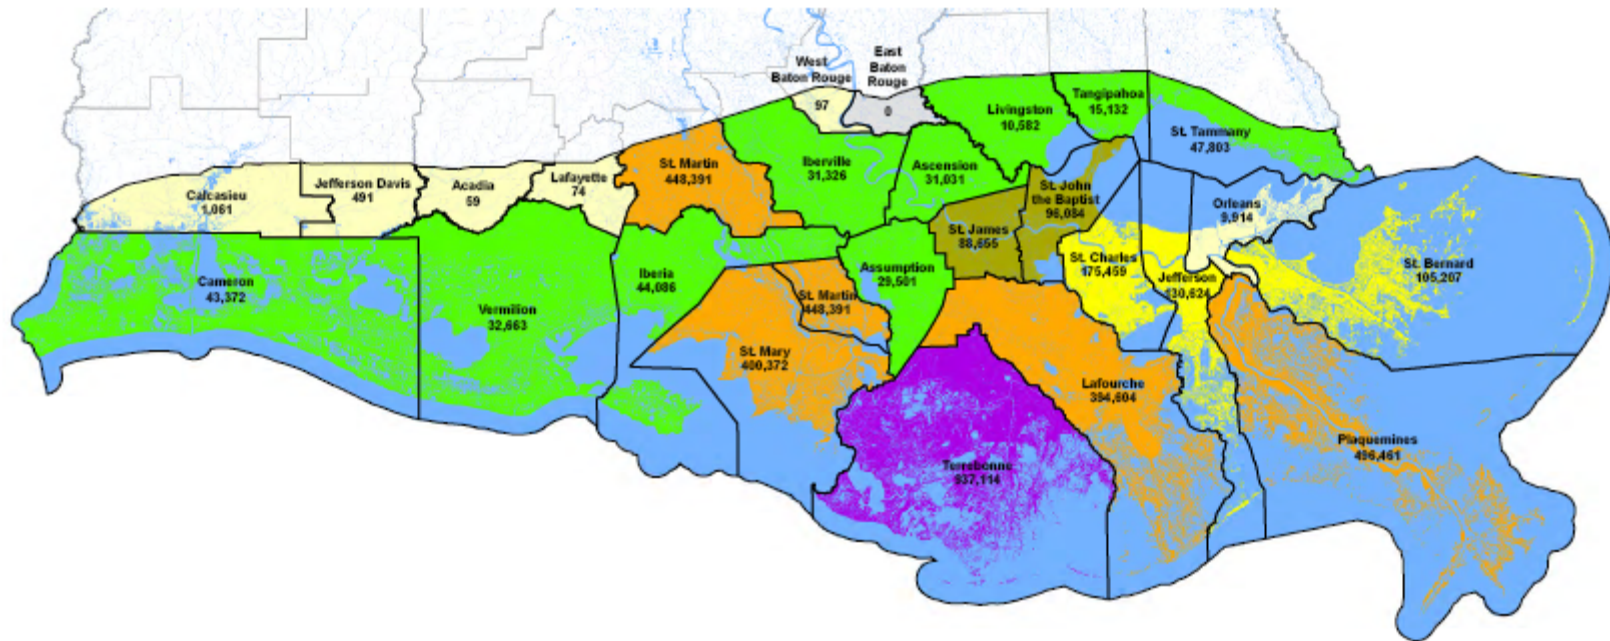 West
Baton Rouge
97
East
Baton
Rouge
0
Livingston
10,582
Tangipahoa
15,132
St. Tammany
47,803
St. Martin
448,391
Iberville
31,326
Ascension
31,031
Calcasieu
1,061
Jefferson Davis
491
Acadia
59
Lafayette
74
St. John
the Baptist
96,084
Orleans
9,914
St. James
88,655
St. Charles
175,459
Jefferson
130,624
St. Bernard
105,207
Cameron
43,372
Vermilion
32,663
Iberia
44,086
Assumption
29,501
St. Martin
448,391
St. Mary
400,372
Lafourche
394,604
Terrebonne
937,114
Plaquemines
496,461